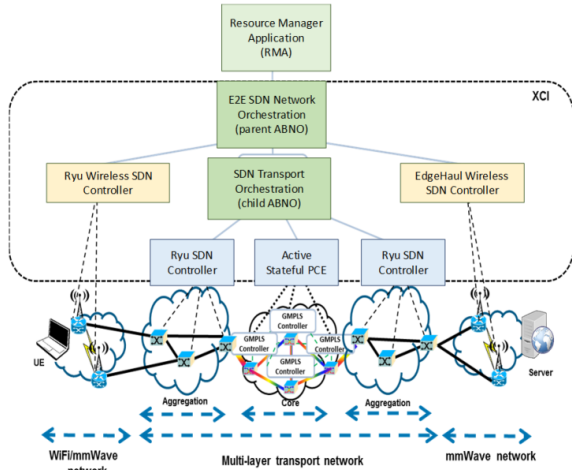 Resource Manager
Application
(RMA)
XCI
E2E SDN Network
Orchestration
(parent ABNO)
Ryu Wireless SDN
Controller
SDN Transport
Orchestration
(child ABNO)
EdgeHaul Wireless
SDN Controller
Ryu SDN
Controller
Active
Stateful PCE
Ryu SDN
Controller
GMPLS
Controller
GMPLS
Controller
GMPLS
Controller
GMPLS
Controller
UE
Server
Aggregation
Core
Aggregation
WiFi/mmWave
network
Multi-layer transport network
mmWave network